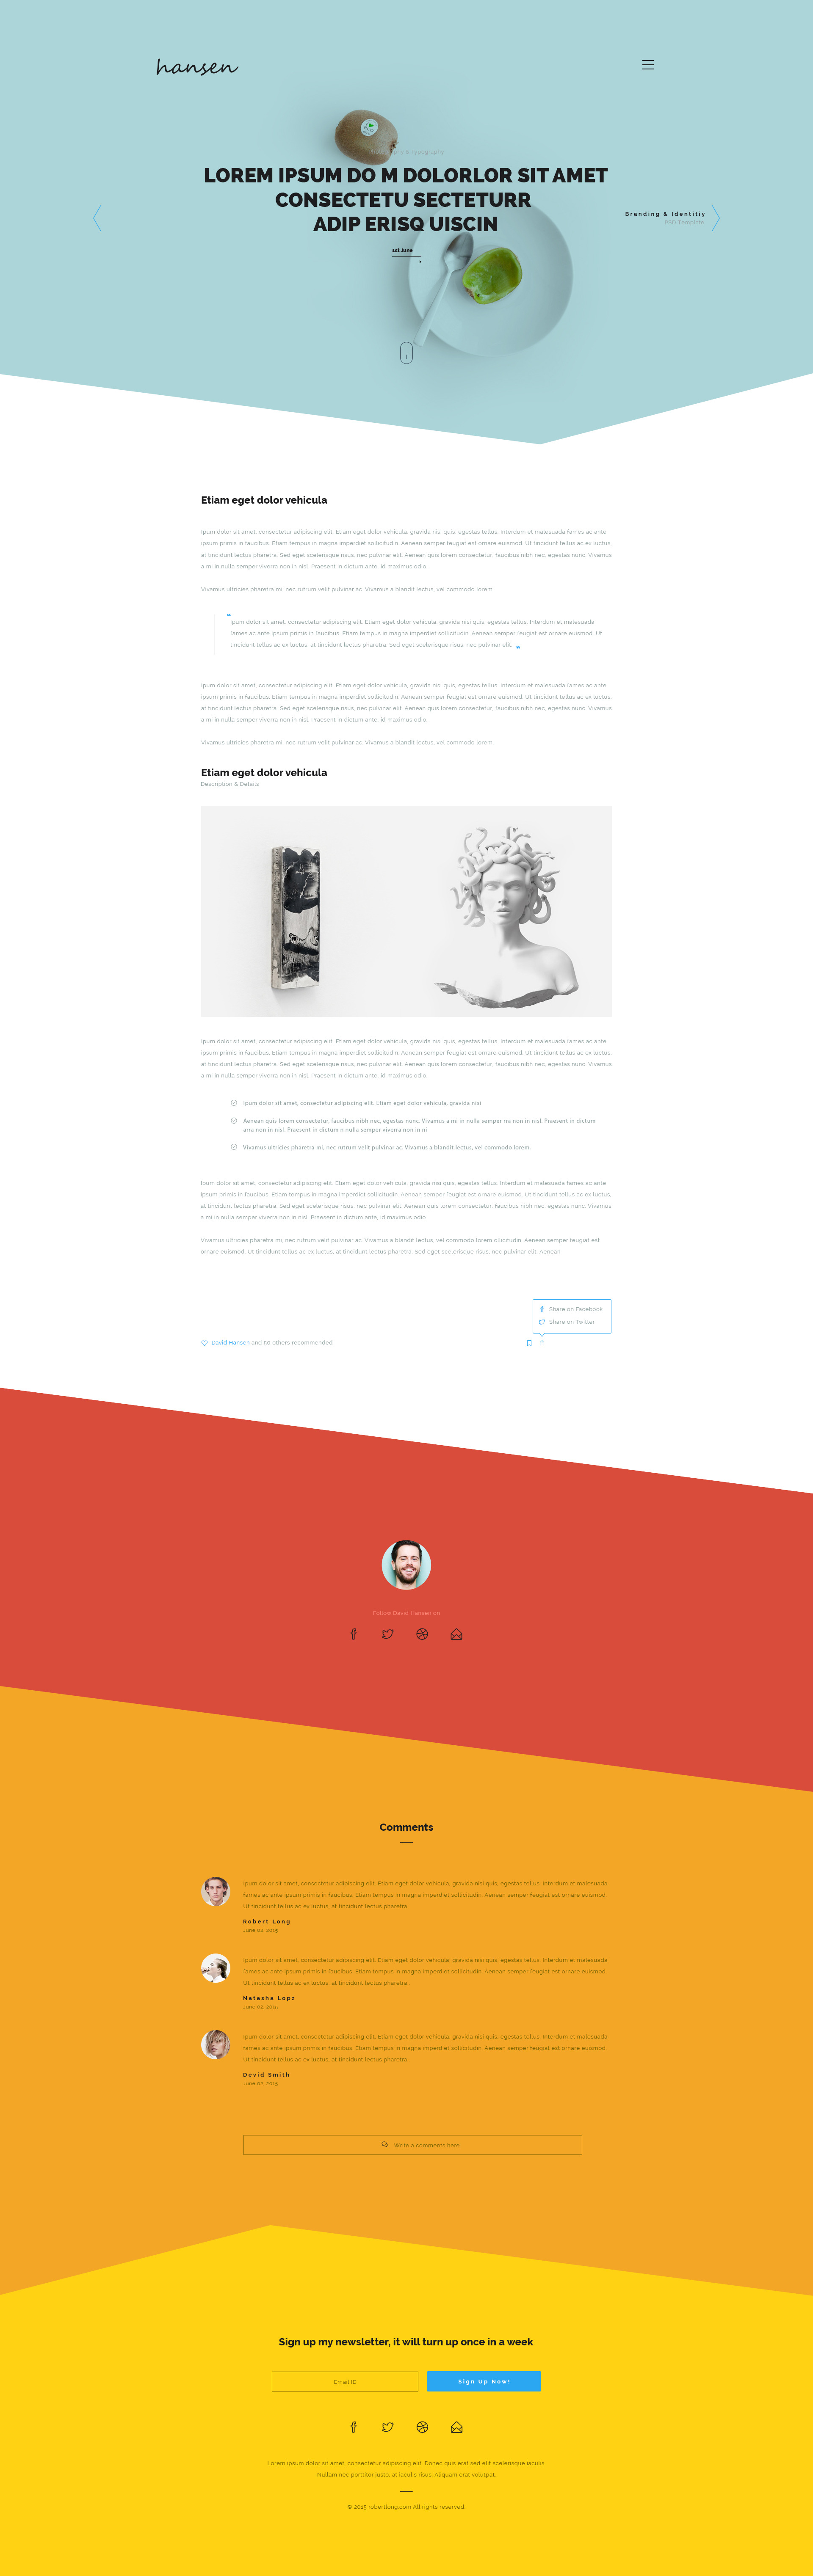 hansen
& Typography
LOREM IPSUM DO M DOLORLOR SIT AMET
CONSECTETU SECTETURR
ADIP ERISQ UISCIN
Branding & Identitiy
PSD Template
1st June
Etiam eget dolor vehicula
Ipum dolor sit amet, consectetur adipiscing elit. Etiam eget dolor vehicula, gravida nisi quis, egestas tellus. Interdum et malesuada fames ac ante
ipsum primis in faucibus. Etiam tempus in magna imperdiet sollicitudin. Aenean semper feugiat est ornare euismod. Ut tincidunt tellus ac ex luctus,
at tincidunt lectus pharetra. Sed eget scelerisque risus, nec pulvinar elit. Aenean quis lorem consectetur, faucibus nibh nec, egestas nunc. Vivamus
a mi in nulla semper viverra non in nisl. Praesent in dictum ante, id maximus odio.
Vivamus ultricies pharetra mi, nec rutrum velit pulvinar ac. Vivamus a blandit lectus, vel commodo lorem.
Ipum dolor sit amet, consectetur adipiscing elit. Etiam eget dolor vehicula, gravida nisi quis, egestas tellus. Interdum et malesuada
fames ac ante ipsum primis in faucibus. Etiam tempus in magna imperdiet sollicitudin. Aenean semper feugiat est ornare euismod. Ut
tincidunt tellus ac ex luctus, at tincidunt lectus pharetra. Sed eget scelerisque risus, nec pulvinar elit.
Ipum dolor sit amet, consectetur adipiscing elit. Etiam eget dolor vehicula, gravida nisi quis, egestas tellus. Interdum et malesuada fames ac ante
ipsum primis in faucibus. Etiam tempus in magna imperdiet sollicitudin. Aenean semper feugiat est ornare euismod. Ut tincidunt tellus ac ex luctus,
at tincidunt lectus pharetra. Sed eget scelerisque risus, nec pulvinar elit. Aenean quis lorem consectetur, faucibus nibh nec, egestas nunc. Vivamus
a mi in nulla semper viverra non in nisl. Praesent in dictum ante, id maximus odio.
Vivamus ultricies pharetra mi, nec rutrum velit pulvinar ac. Vivamus a blandit lectus, vel commodo lorem.
Etiam eget dolor vehicula
Description & Details
Ipum dolor sit amet, consectetur adipiscing elit. Etiam eget dolor vehicula, gravida nisi quis, egestas tellus. Interdum et malesuada fames ac ante
ipsum primis in faucibus. Etiam tempus in magna imperdiet sollicitudin. Aenean semper feugiat est ornare euismod. Ut tincidunt tellus ac ex luctus,
at tincidunt lectus pharetra. Sed eget scelerisque risus, nec pulvinar elit. Aenean quis lorem consectetur, faucibus nibh nec, egestas nunc. Vivamus
a mi in nulla semper viverra non in nisl. Praesent in dictum ante, id maximus odio.
Ipum dolor sit amet, consectetur adipiscing elit. Etiam eget dolor vehicula, gravida nisi
Aenean quis lorem consectetur, faucibus nibh nec, egestas nunc. Vivamus a mi in nulla semper rra non in nisl. Praesent in dictum
arra non in nisl. Praesent in dictum n nulla semper viverra non in ni
Vivamus ultricies pharetra mi, nec rutrum velit pulvinar ac. Vivamus a blandit lectus, vel commodo lorem.
Ipum dolor sit amet, consectetur adipiscing elit. Etiam eget dolor vehicula, gravida nisi quis, egestas tellus. Interdum et malesuada fames ac ante
ipsum primis in faucibus. Etiam tempus in magna imperdiet sollicitudin. Aenean semper feugiat est ornare euismod. Ut tincidunt tellus ac ex luctus,
at tincidunt lectus pharetra. Sed eget scelerisque risus, nec pulvinar elit. Aenean quis lorem consectetur, faucibus nibh nec, egestas nunc. Vivamus
a mi in nulla semper viverra non in nisl. Praesent in dictum ante, id maximus odio.
Vivamus ultricies pharetra mi, nec rutrum velit pulvinar ac. Vivamus a blandit lectus, vel commodo lorem ollicitudin. Aenean semper feugiat est
ornare euismod. Ut tincidunt tellus ac ex luctus, at tincidunt lectus pharetra. Sed eget scelerisque risus, nec pulvinar elit. Aenean
Share on Facebook
Share on Twitter
David Hansen and 50 others recommended
Follow David Hansen on
Comments
Ipum dolor sit amet, consectetur adipiscing elit. Etiam eget dolor vehicula, gravida nisi quis, egestas tellus. Interdum et malesuada
fames ac ante ipsum primis in faucibus. Etiam tempus in magna imperdiet sollicitudin. Aenean semper feugiat est ornare euismod.
Ut tincidunt tellus ac ex luctus, at tincidunt lectus pharetra.
Robert Long
June 02, 2015
Ipum dolor sit amet, consectetur adipiscing elit. Etiam eget dolor vehicula, gravida nisi quis, egestas tellus. Interdum et malesuada
fames ac ante ipsum primis in faucibus. Etiam tempus in magna imperdiet sollicitudin. Aenean semper feugiat est ornare euismod.
Ut tincidunt tellus ac ex luctus, at tincidunt lectus pharetra.
Natasha Lopz
June 02, 2015
Ipum dolor sit amet, consectetur adipiscing elit. Etiam eget dolor vehicula, gravida nisi quis, egestas tellus. Interdum et malesuada
fames ac ante ipsum primis in faucibus. Etiam tempus in magna imperdiet sollicitudin. Aenean semper feugiat est ornare euismod.
Ut tincidunt tellus ac ex luctus, at tincidunt lectus pharetra.
Devid Smith
June 02, 2015
Write a comments here
Sign up my newsletter, it will turn up once in a week
Email ID
Sign Up Now!
Lorem ipsum dolor sit amet, consectetur adipiscing elit. Donec quis erat sed elit scelerisque iaculis.
Nullam nec porttitor justo, at iaculis risus. Aliquam erat volutpat.
© 2015 robertlong.com All rights reserved